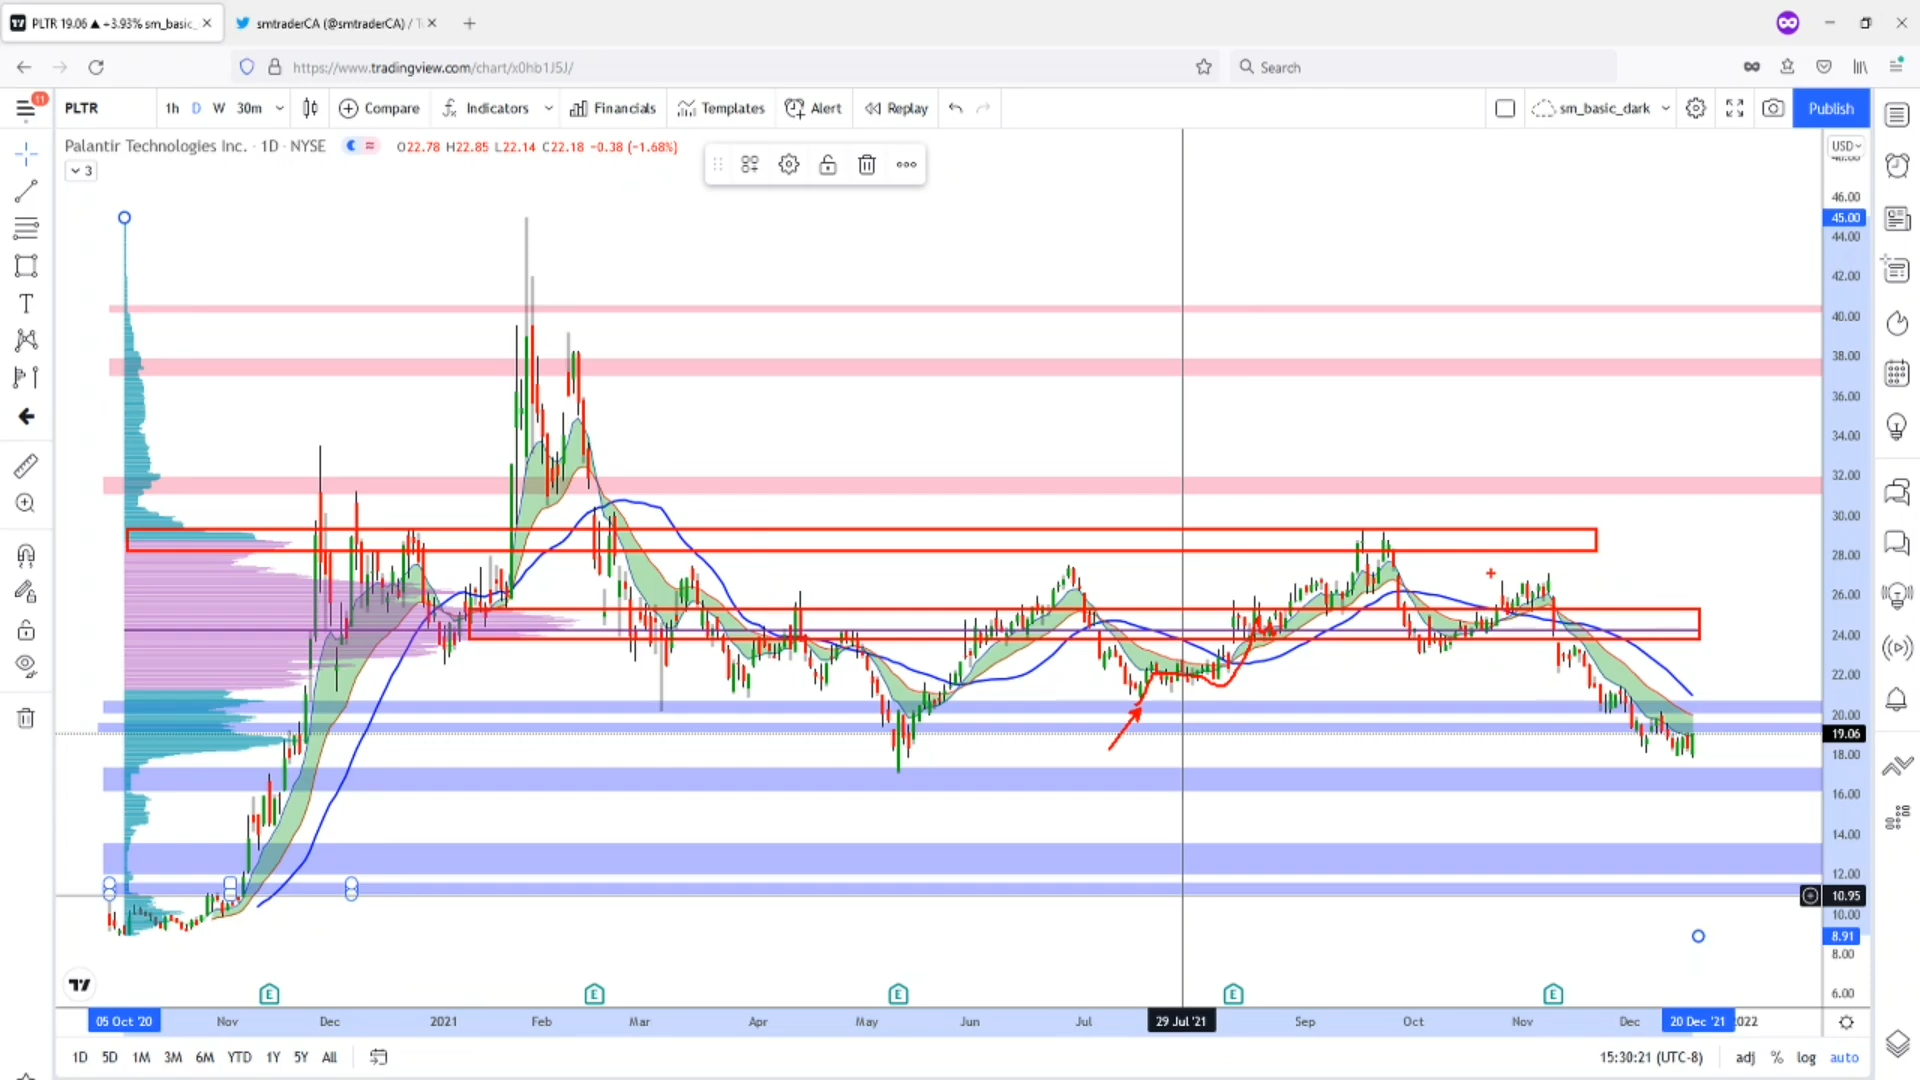 PLTR 19.06 ▲ +3.93% sm_basic_
smtraderCA (@smtraderCA) / T
https://www.tradingview.com/chart/x0hb1J5J/
Search
11
PLTR
1h
D
W
30m
Compare
Indicators
Financials
Templates
Alert
Replay
sm_basic_dark
Publish
Palantir Technologies Inc. · 1D · NYSE
O22.78 H22.85 L22.14 C22.18 −0.38 (−1.68%)
3
USD
46.00
45.00
44.00
42.00
40.00
38.00
36.00
34.00
32.00
30.00
28.00
26.00
24.00
22.00
20.00
19.06
18.00
16.00
14.00
12.00
10.95
10.00
8.91
8.00
6.00
E
E
E
E
E
05 Oct '20
Nov
Dec
2021
Feb
Mar
Apr
May
Jun
Jul
29 Jul '21
Sep
Oct
Nov
Dec
20 Dec '21
2022
1D
5D
1M
3M
6M
YTD
1Y
5Y
All
15:30:21 (UTC-8)
adj
%
log
auto